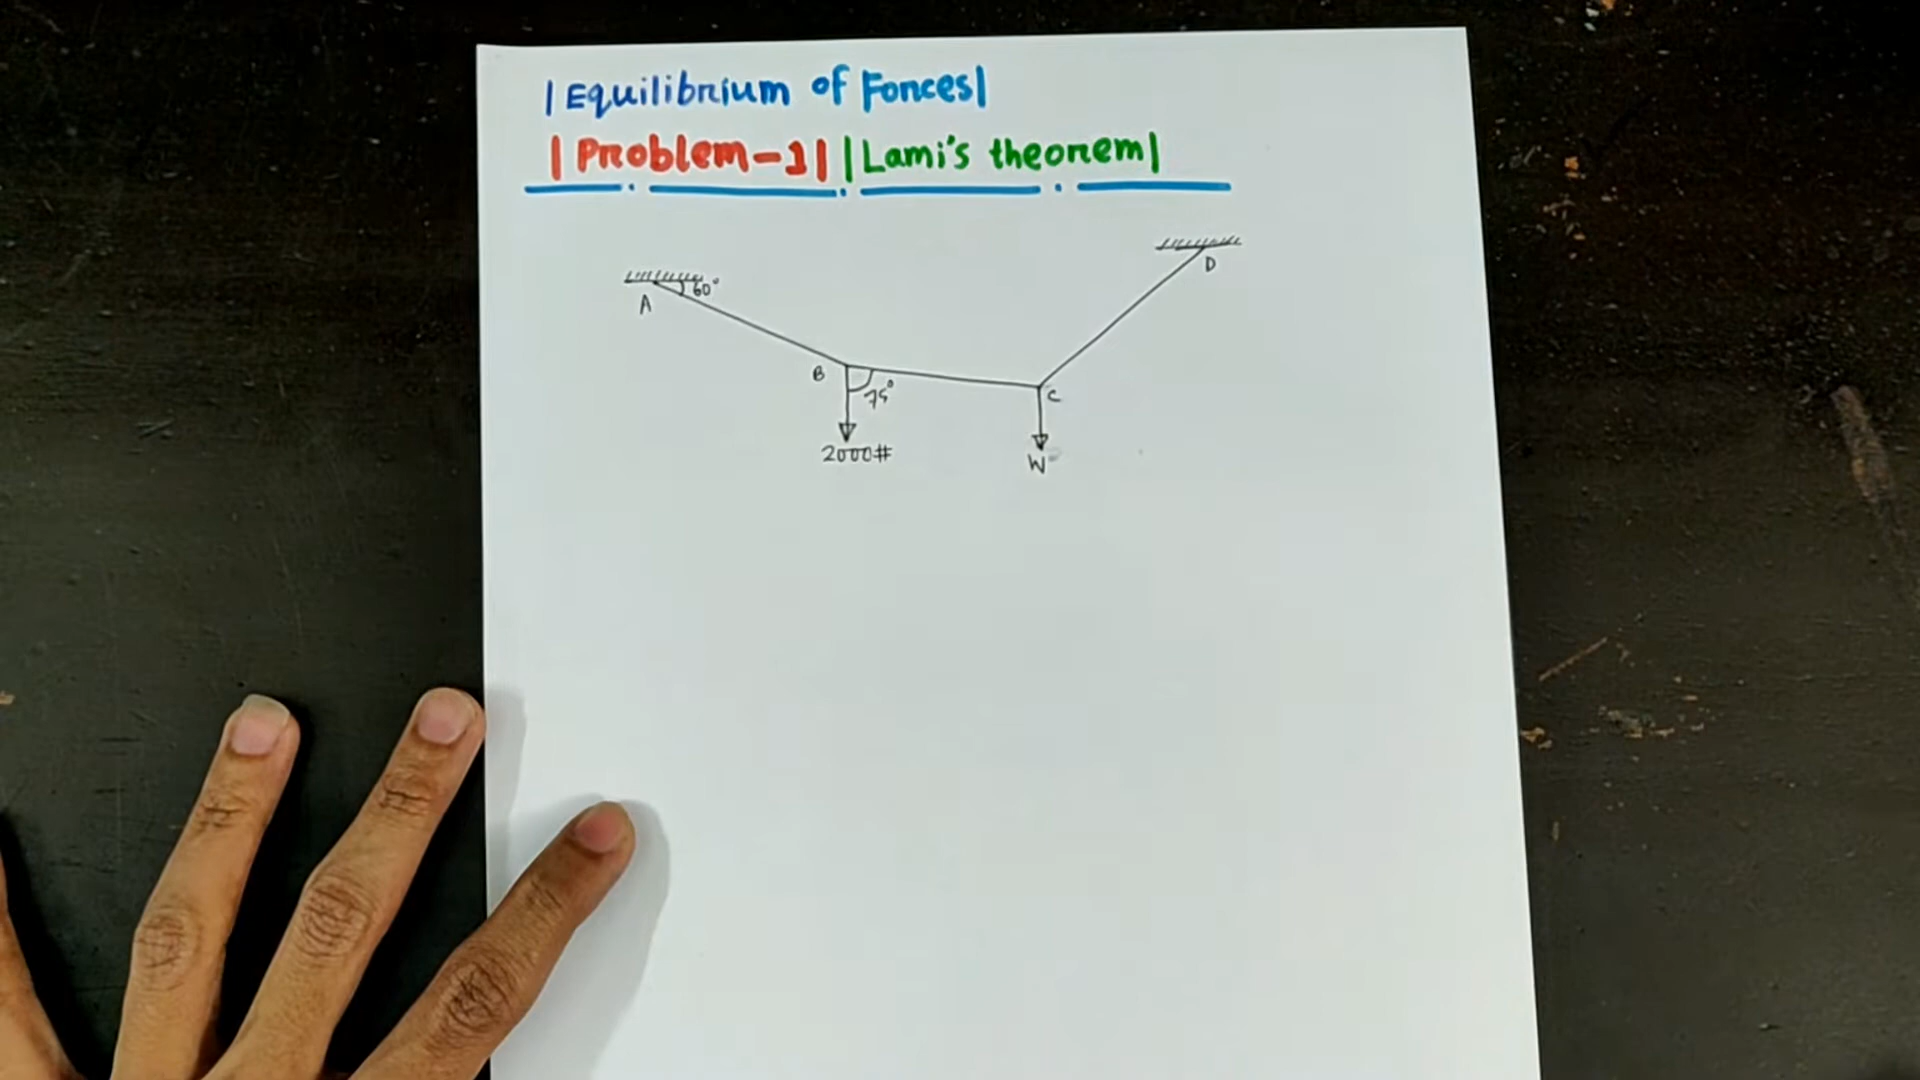 |Equilibrium of Forces|
|Problem-1| |Lami's theorem|
D
60°
A
B
75°
C
2000#
W